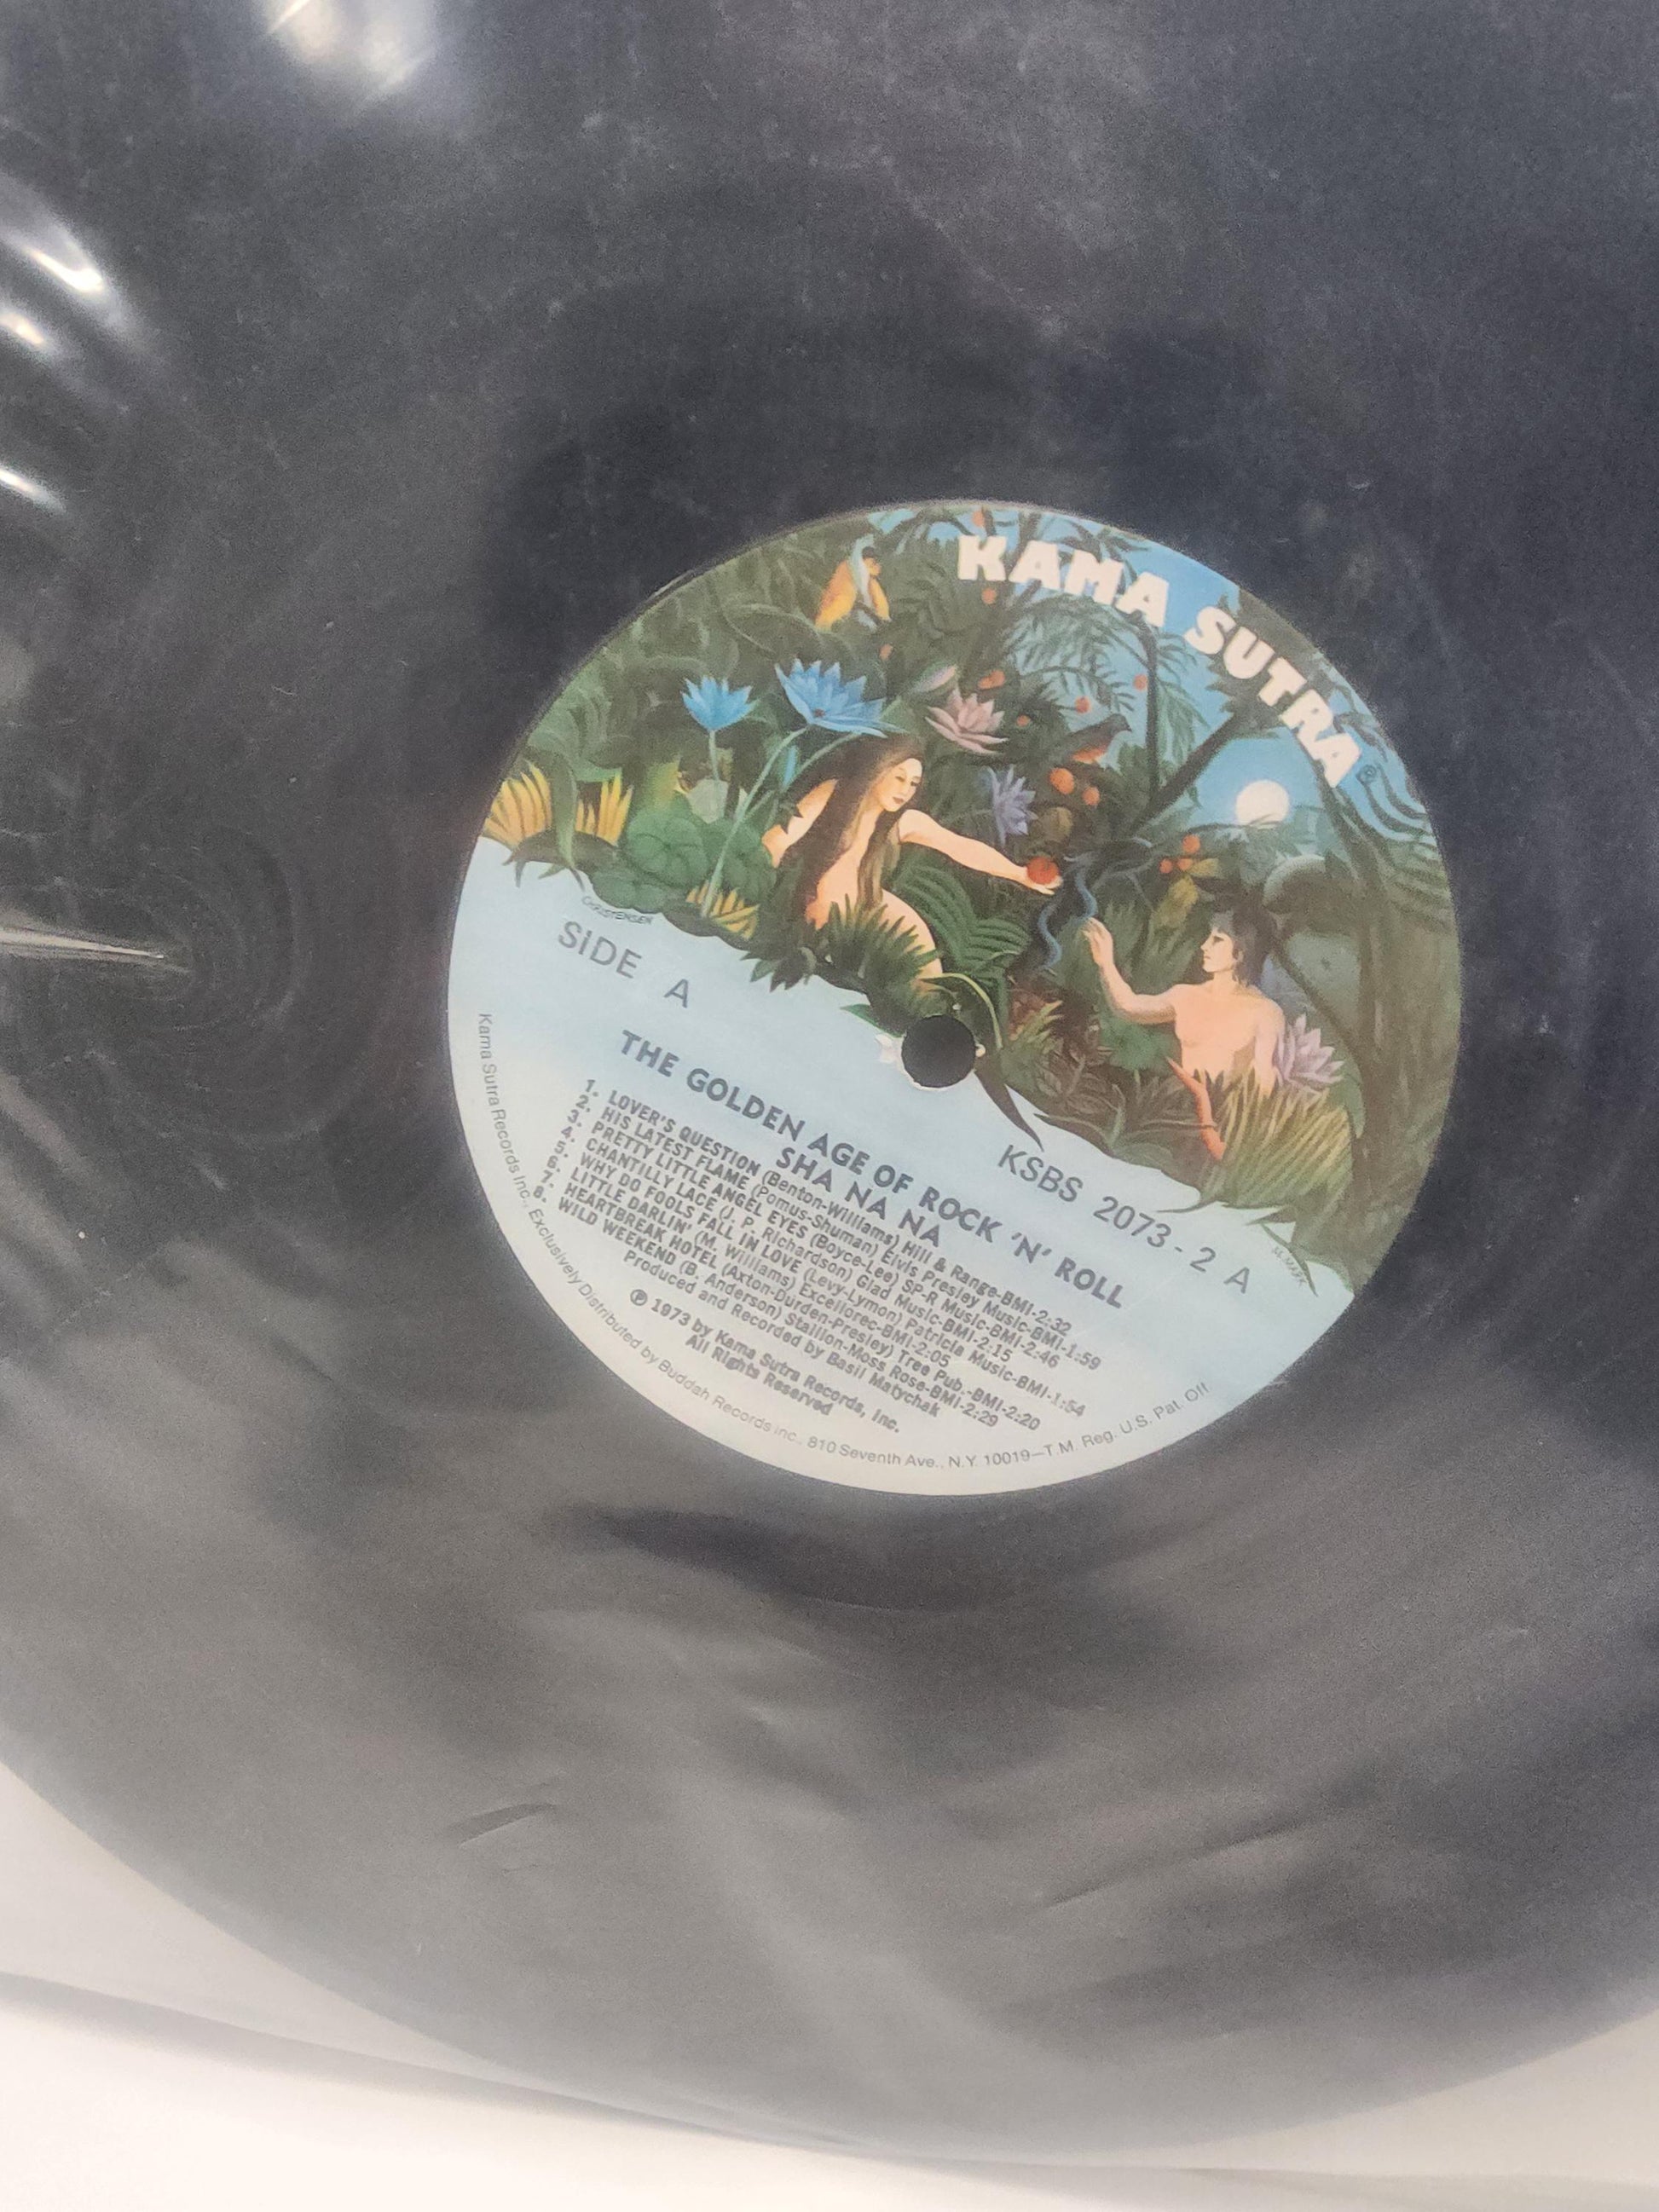 KAMA SUTRA®
CHRISTENSEN
SIDE A
KSBS 2073-2 A
THE GOLDEN AGE OF ROCK 'N' ROLL
SHA NA NA
1. LOVER'S QUESTION (Benton-Williams) Hill & Range-BMI-2:32
2. HIS LATEST FLAME (Pomus-Shuman) Elvis Presley Music-BMI-1:59
3. PRETTY LITTLE ANGEL EYES (Boyce-Lee) SP-R Music-BMI-2:15
4. CHANTILLY LACE (J. P. Richardson) Glad Music-BMI-2:46
5. WHY DO FOOLS FALL IN LOVE (Levy-Lymon) Patricia Music-BMI-1:54
6. LITTLE DARLIN' (M. Williams) Excellorec-BMI-2:05
7. HEARTBREAK HOTEL (Axton-Durden-Presley) Tree Pub.-BMI-2:20
8. WILD WEEKEND (B. Anderson) Stallion-Moss Rose-BMI-2:29
Produced and Recorded by Basil Matychak
℗ 1973 by Kama Sutra Records, Inc.
All Rights Reserved
Kama Sutra Records Inc., Exclusively Distributed by Buddah Records Inc., 810 Seventh Ave., N.Y. 10019—T.M. Reg. U.S. Pat. Off.